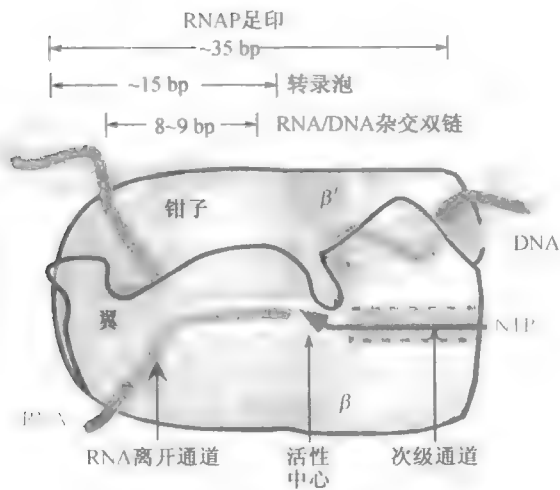 RNAP足印
~35 bp
~15 bp 转录泡
8~9 bp RNA/DNA杂交双链
钳子
β′
DNA
翼
NTP
β
RNA离开通道
活性
中心
次级通道